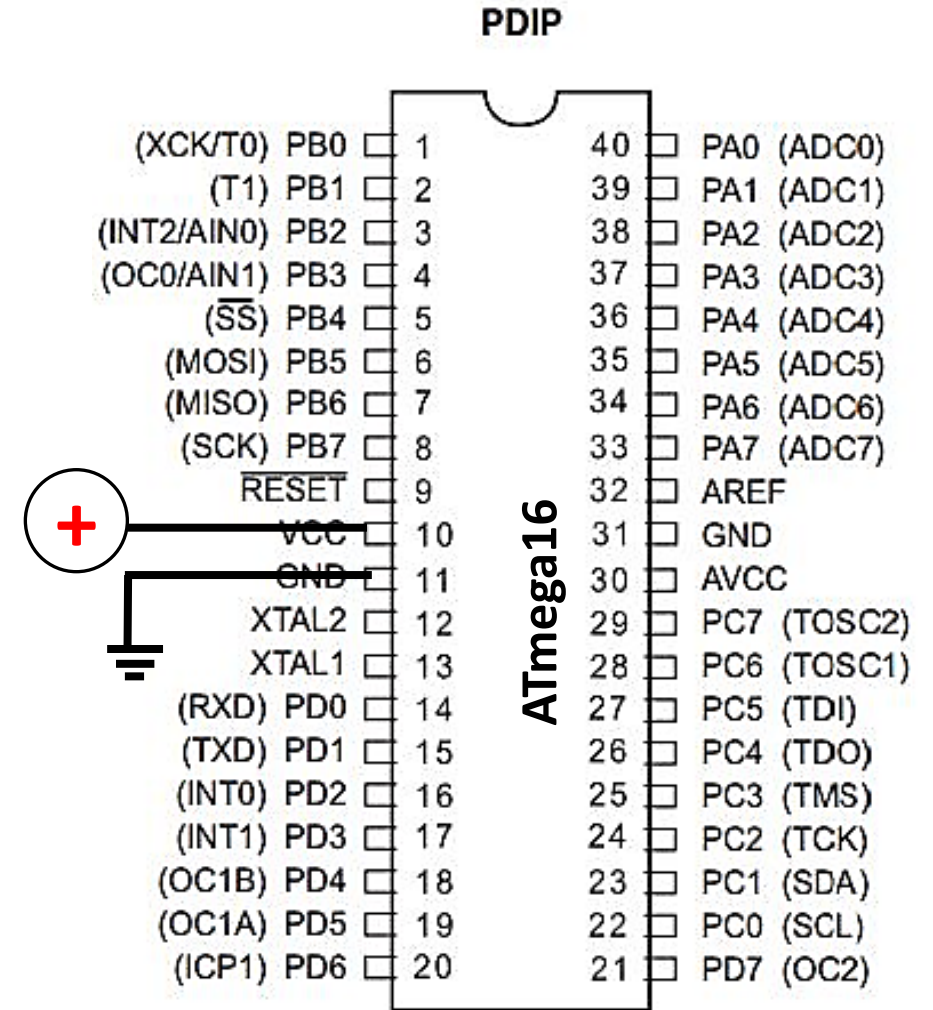 PDIP
(XCK/T0) PB0 1 40 PA0 (ADC0)
(T1) PB1 2 39 PA1 (ADC1)
(INT2/AIN0) PB2 3 38 PA2 (ADC2)
(OC0/AIN1) PB3 4 37 PA3 (ADC3)
(SS) PB4 5 36 PA4 (ADC4)
(MOSI) PB5 6 35 PA5 (ADC5)
(MISO) PB6 7 34 PA6 (ADC6)
(SCK) PB7 8 33 PA7 (ADC7)
RESET 9 32 AREF
+ VCC 10 31 GND
GND 11 30 AVCC
XTAL2 12 29 PC7 (TOSC2)
XTAL1 13 28 PC6 (TOSC1)
(RXD) PD0 14 27 PC5 (TDI)
(TXD) PD1 15 26 PC4 (TDO)
(INT0) PD2 16 25 PC3 (TMS)
(INT1) PD3 17 24 PC2 (TCK)
(OC1B) PD4 18 23 PC1 (SDA)
(OC1A) PD5 19 22 PC0 (SCL)
(ICP1) PD6 20 21 PD7 (OC2)
ATmega16